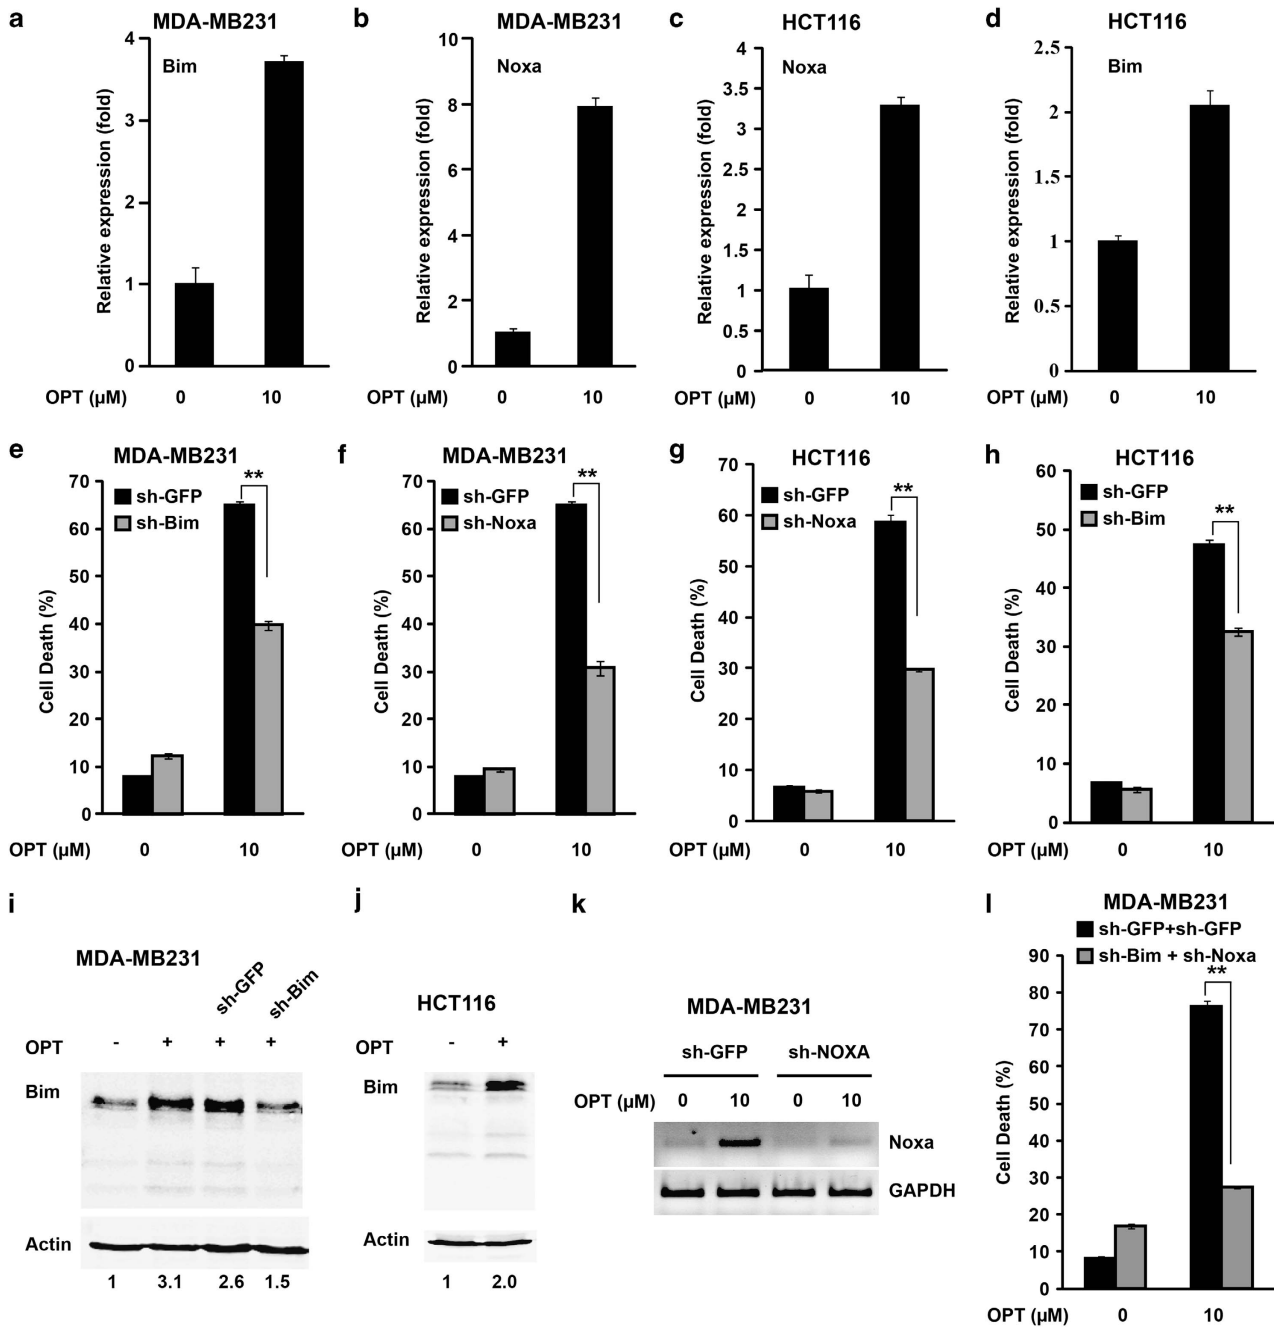 a
MDA-MB231
4
3
2
1
0
Relative expression (fold)
Bim
OPT (µM) 0 10
b
MDA-MB231
10
8
6
4
2
0
Relative expression (fold)
Noxa
OPT (µM) 0 10
c
HCT116
4
3.5
3
2.5
2
1.5
1
0.5
0
Relative expression (fold)
Noxa
OPT (µM) 0 10
d
HCT116
2.5
2
1.5
1
0.5
0
Relative expression (fold)
Bim
OPT (µM) 0 10
e
MDA-MB231
70
60
50
40
30
20
10
0
Cell Death (%)
sh-GFP
sh-Bim
**
OPT (µM) 0 10
f
MDA-MB231
70
60
50
40
30
20
10
0
Cell Death (%)
sh-GFP
sh-Noxa
**
OPT (µM) 0 10
g
HCT116
70
60
50
40
30
20
10
0
Cell Death (%)
sh-GFP
sh-Noxa
**
OPT (µM) 0 10
h
HCT116
60
50
40
30
20
10
0
Cell Death (%)
sh-GFP
sh-Bim
**
OPT (µM) 0 10
i
MDA-MB231
sh-GFP
sh-Bim
OPT - + + +
Bim
Actin
1 3.1 2.6 1.5
j
HCT116
OPT - +
Bim
Actin
1 2.0
k
MDA-MB231
sh-GFP sh-NOXA
OPT (µM) 0 10 0 10
Noxa
GAPDH
l
MDA-MB231
sh-GFP+sh-GFP
sh-Bim + sh-Noxa
**
90
80
70
60
50
40
30
20
10
0
Cell Death (%)
OPT (µM) 0 10